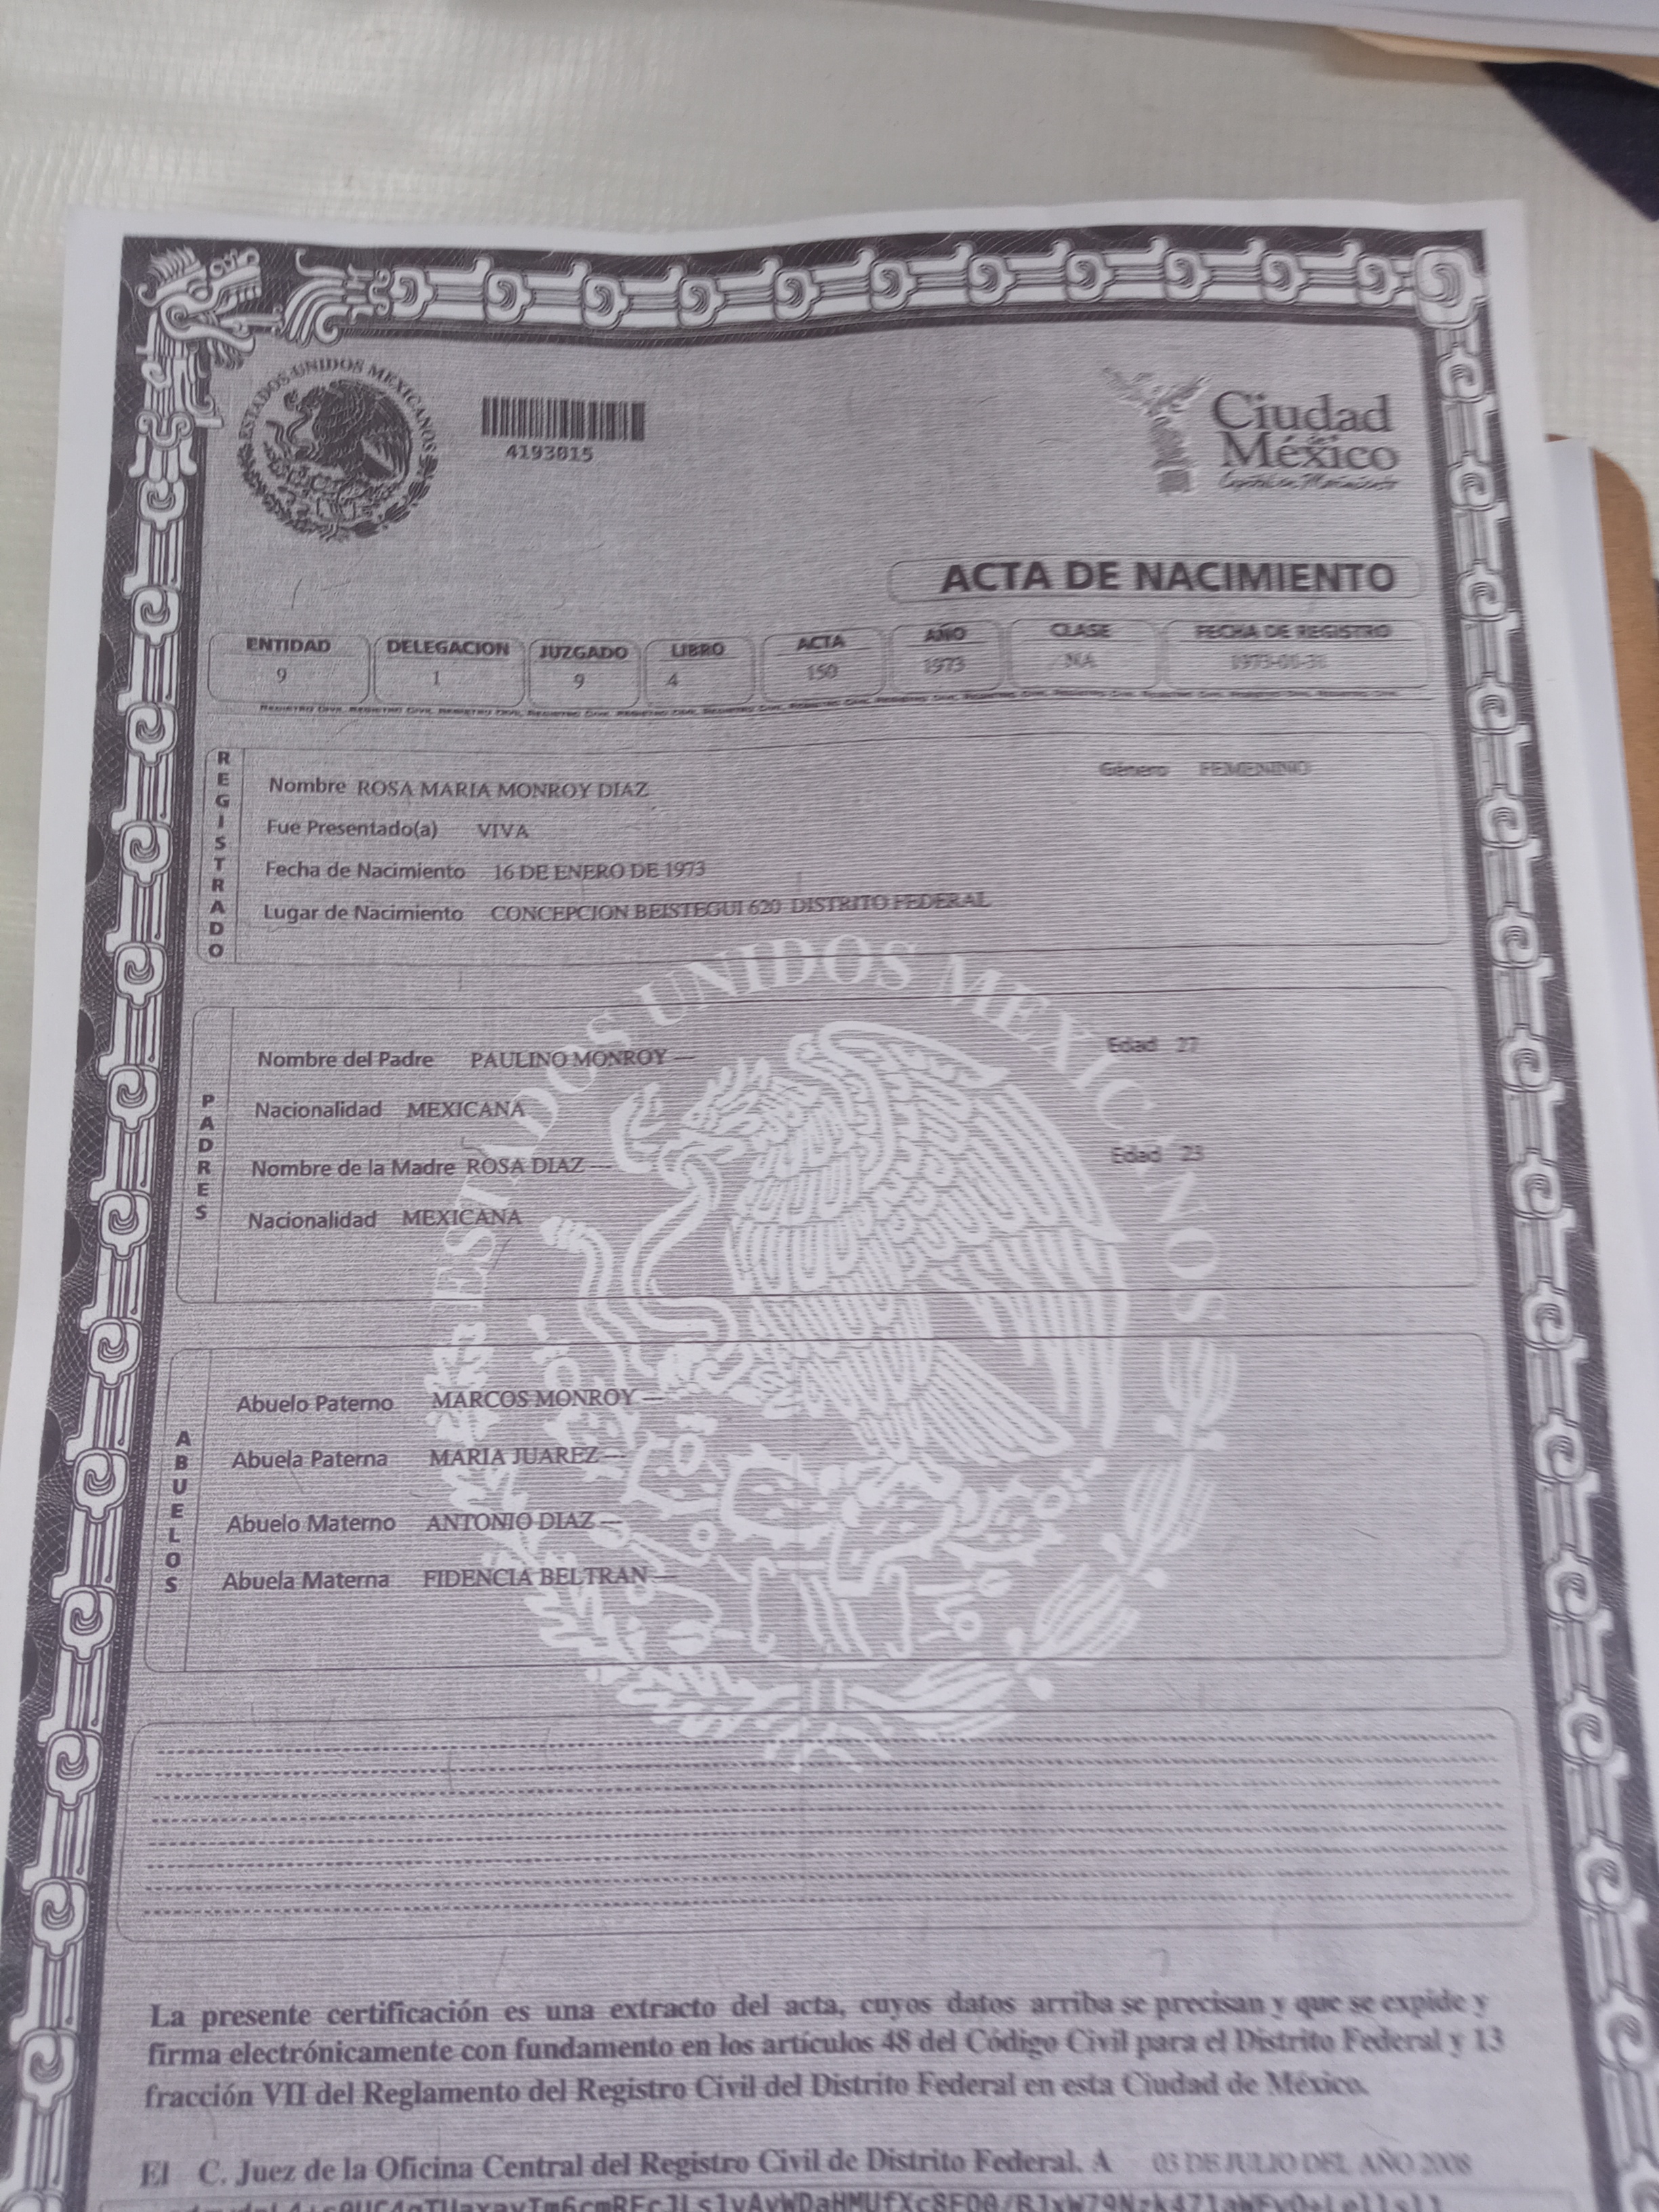 ESTADOS UNIDOS MEXICANOS
4193815
Ciudad
de
México
Capital en Movimiento
ACTA DE NACIMIENTO
ENTIDAD DELEGACION JUZGADO LIBRO ACTA AÑO CLASE FECHA DE REGISTRO
9 1 9 4 150 1973 NA
REGISTRADO
Nombre ROSA MARIA MONROY DIAZ Género FEMENINO
Fue Presentado(a) VIVA
Fecha de Nacimiento 16 DE ENERO DE 1973
Lugar de Nacimiento CONCEPCION BEISTEGUI 620 DISTRITO FEDERAL
ESTADOS UNIDOS MEXICANOS
PADRES
Nombre del Padre PAULINO MONROY --- Edad 27
Nacionalidad MEXICANA
Nombre de la Madre ROSA DIAZ --- Edad 23
Nacionalidad MEXICANA
ABUELOS
Abuelo Paterno MARCOS MONROY ---
Abuela Paterna MARIA JUAREZ ---
Abuelo Materno ANTONIO DIAZ ---
Abuela Materna FIDENCIA BELTRAN ---
La presente certificación es una extracto del acta, cuyos datos arriba se precisan y que se expide y
firma electrónicamente con fundamento en los artículos 48 del Código Civil para el Distrito Federal y 13
fracción VII del Reglamento del Registro Civil del Distrito Federal en esta Ciudad de México.
El C. Juez de la Oficina Central del Registro Civil de Distrito Federal. A 03 DE JULIO DEL AÑO 2008